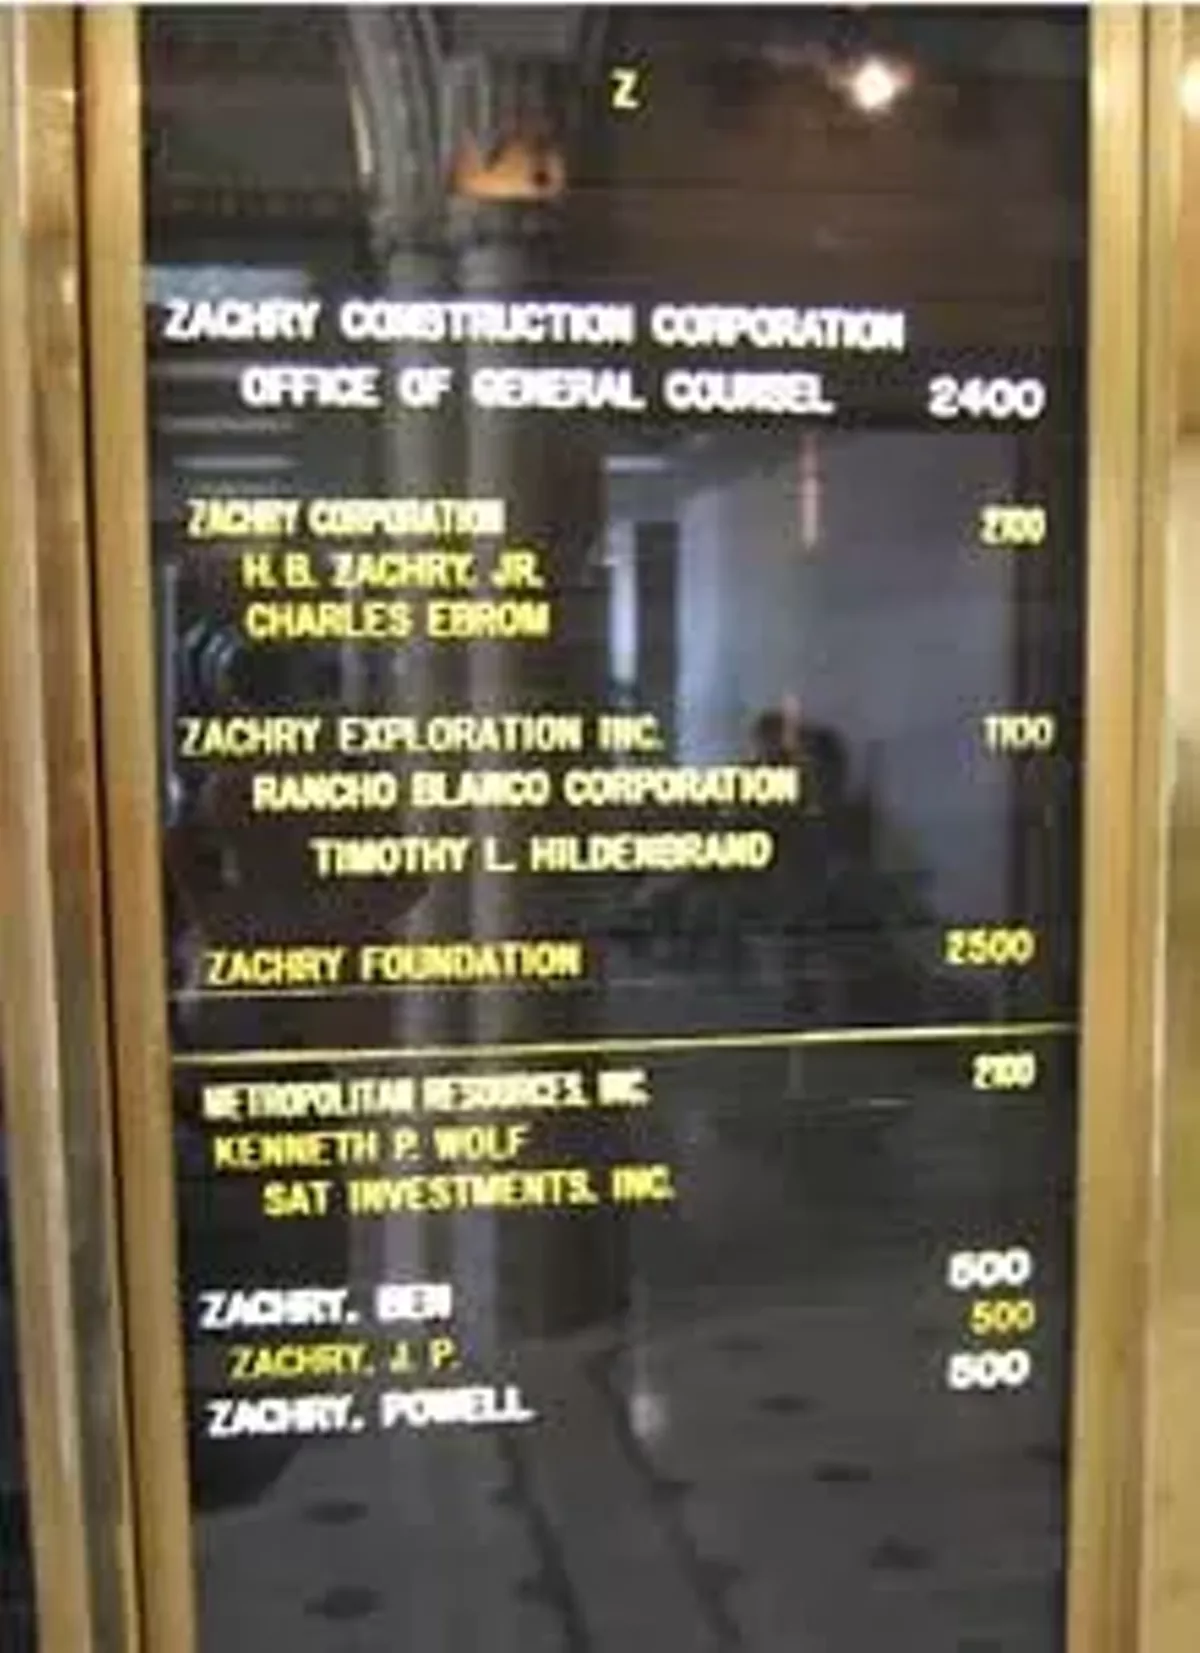 Z
ZACHRY CONSTRUCTION CORPORATION
OFFICE OF GENERAL COUNSEL 2400
ZACHRY CORPORATION 2100
H. B. ZACHRY, JR.
CHARLES EBROM
ZACHRY EXPLORATION INC. 1100
RANCHO BLANCO CORPORATION
TIMOTHY L. HILDENBRAND
ZACHRY FOUNDATION 2500
METROPOLITAN RESOURCES, INC. 2100
KENNETH P. WOLF
SAT INVESTMENTS, INC.
ZACHRY, BEN 500
ZACHRY, J. P. 500
ZACHRY, POWELL 500